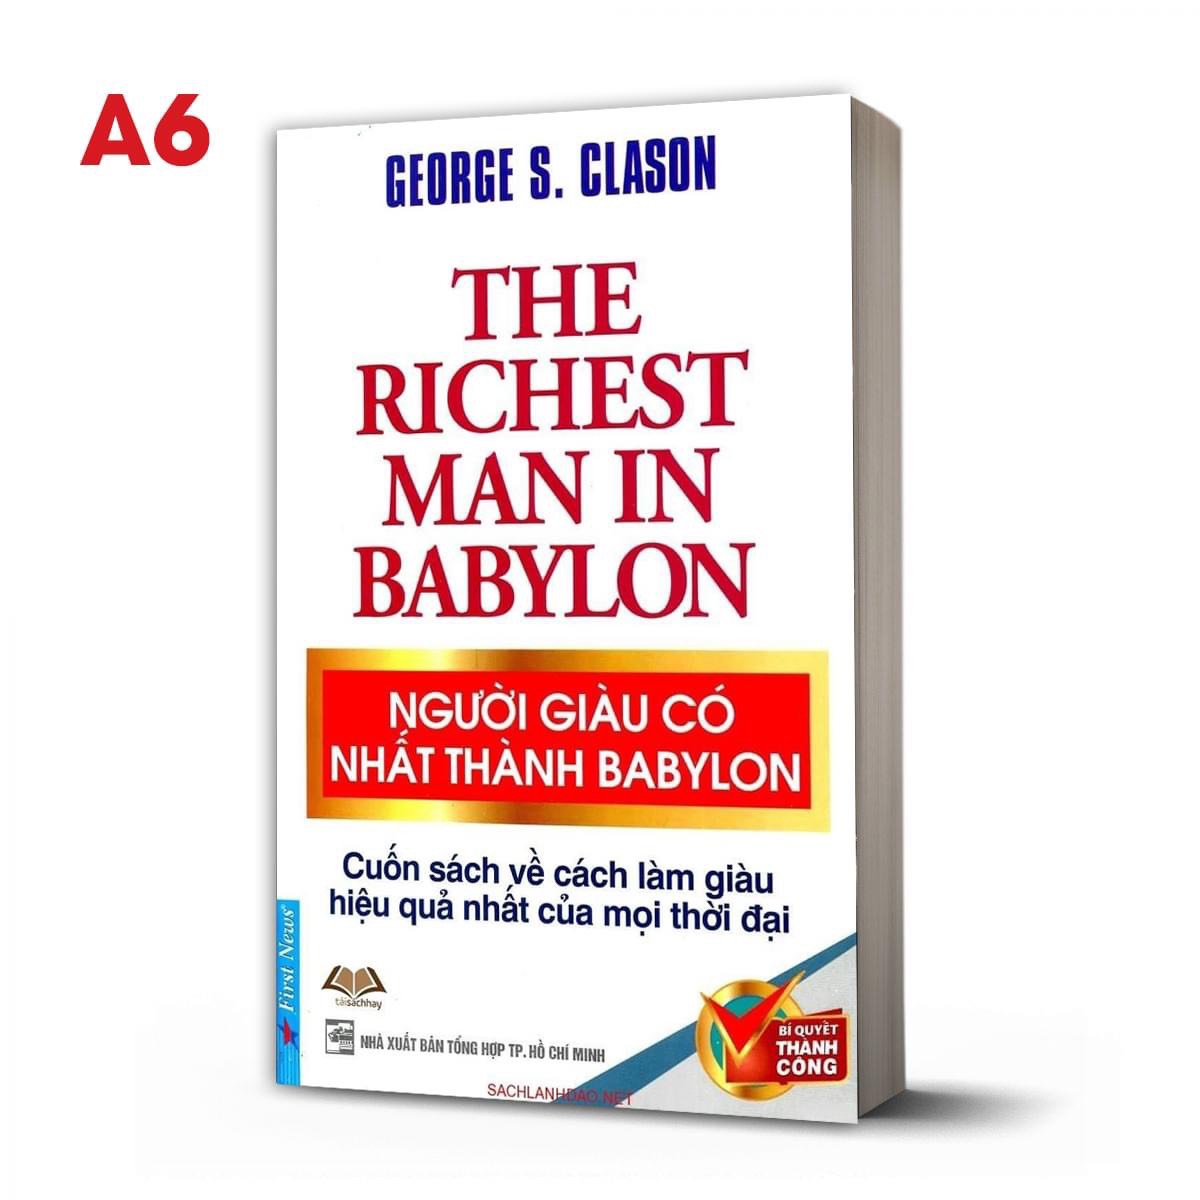 A6
GEORGE S. CLASON
THE
RICHEST
MAN IN
BABYLON
NGƯỜI GIÀU CÓ
NHẤT THÀNH BABYLON
Cuốn sách về cách làm giàu
hiệu quả nhất của mọi thời đại
First News®
táisachhay
NHÀ XUẤT BẢN TỔNG HỢP TP. HỒ CHÍ MINH
BÍ QUYẾT
THÀNH
CÔNG
SACHLANHDAO.NET